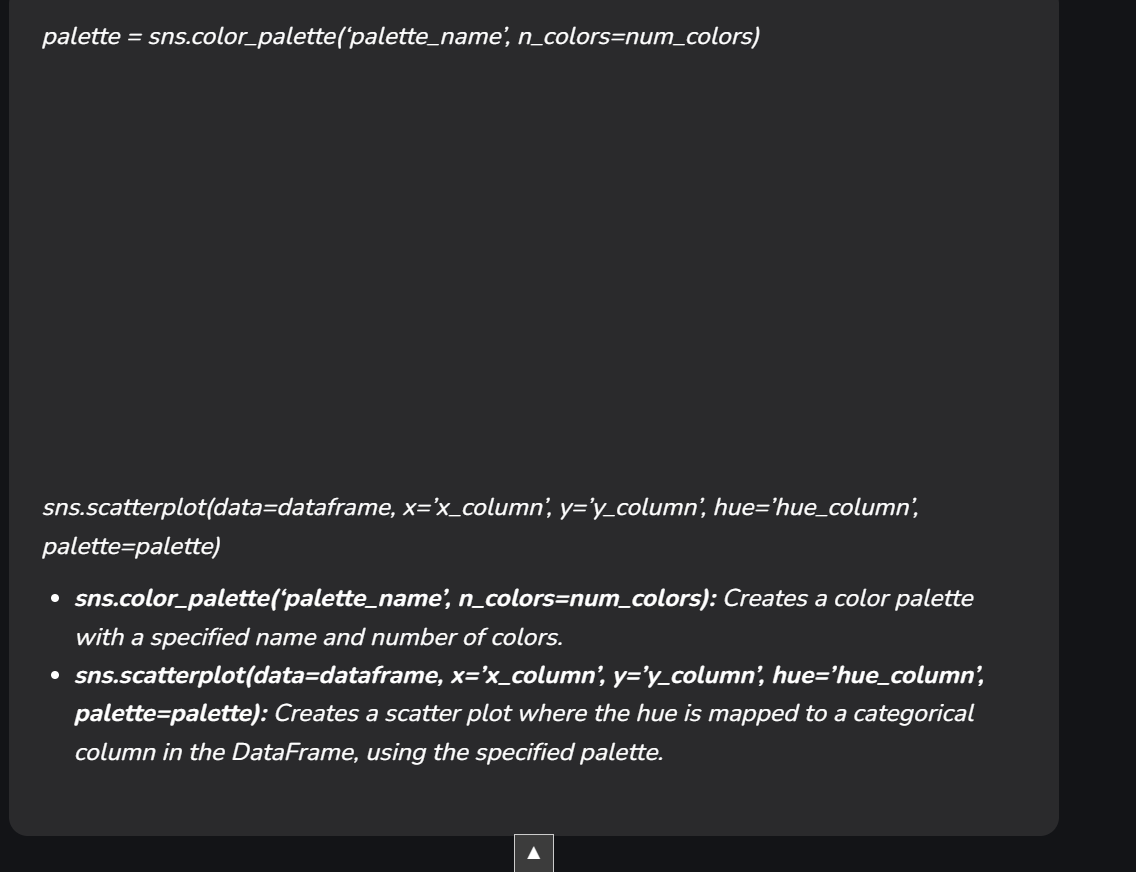 palette = sns.color_palette(‘palette_name’, n_colors=num_colors)
sns.scatterplot(data=dataframe, x=’x_column’, y=’y_column’, hue=’hue_column’,
palette=palette)
• sns.color_palette(‘palette_name’, n_colors=num_colors): Creates a color palette
with a specified name and number of colors.
• sns.scatterplot(data=dataframe, x=’x_column’, y=’y_column’, hue=’hue_column’,
palette=palette): Creates a scatter plot where the hue is mapped to a categorical
column in the DataFrame, using the specified palette.